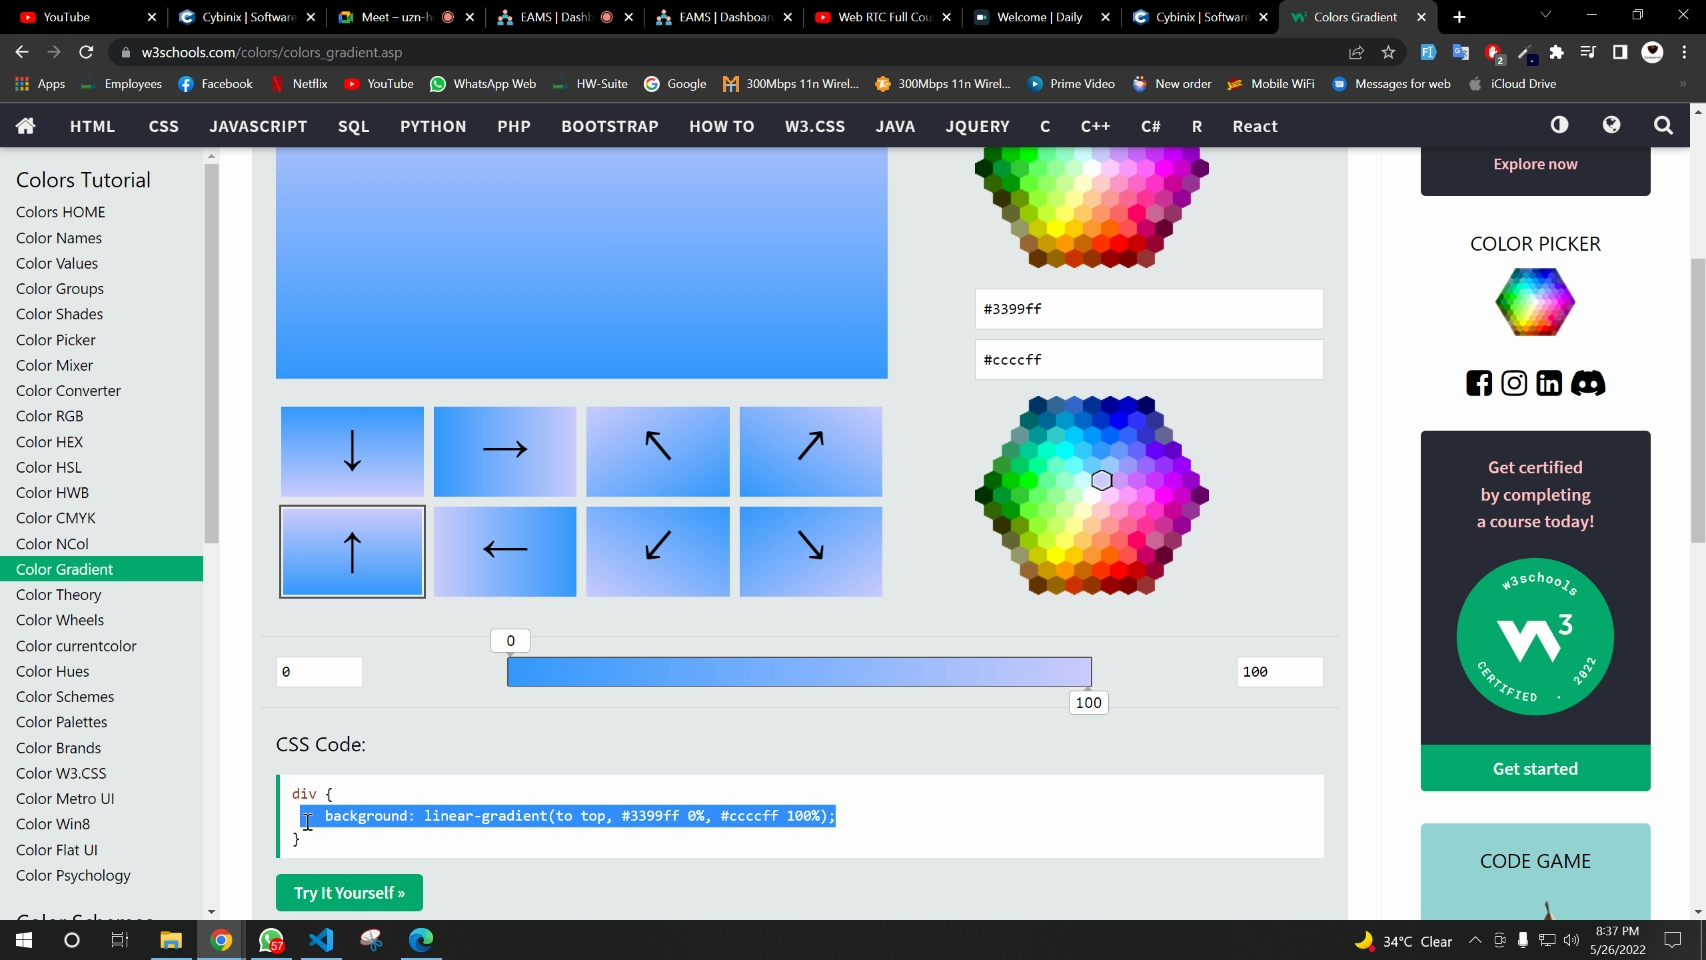 YouTube
Cybinix | Software
Meet – uzn-h
EAMS | Dashb
EAMS | Dashboard
Web RTC Full Cou
Welcome | Daily
Cybinix | Software
Colors Gradient
w3schools.com/colors/colors_gradient.asp
2
Apps
Employees
Facebook
Netflix
YouTube
WhatsApp Web
HW-Suite
Google
300Mbps 11n Wirel...
300Mbps 11n Wirel...
Prime Video
New order
Mobile WiFi
Messages for web
iCloud Drive
»
HTML
CSS
JAVASCRIPT
SQL
PYTHON
PHP
BOOTSTRAP
HOW TO
W3.CSS
JAVA
JQUERY
C
C++
C#
R
React
Colors Tutorial
Colors HOME
Color Names
Color Values
Color Groups
Color Shades
Color Picker
Color Mixer
Color Converter
Color RGB
Color HEX
Color HSL
Color HWB
Color CMYK
Color NCol
Color Gradient
Color Theory
Color Wheels
Color currentcolor
Color Hues
Color Schemes
Color Palettes
Color Brands
Color W3.CSS
Color Metro UI
Color Win8
Color Flat UI
Color Psychology
#3399ff
#ccccff
↓
→
↖
↗
↑
←
↙
↘
0
0
100
100
CSS Code:
div {
background: linear-gradient(to top, #3399ff 0%, #ccccff 100%);
}
Try It Yourself »
Explore now
COLOR PICKER
Get certified
by completing
a course today!
w3schools
W3
CERTIFIED . 2022
Get started
CODE GAME
57
34°C Clear
8:37 PM
5/26/2022